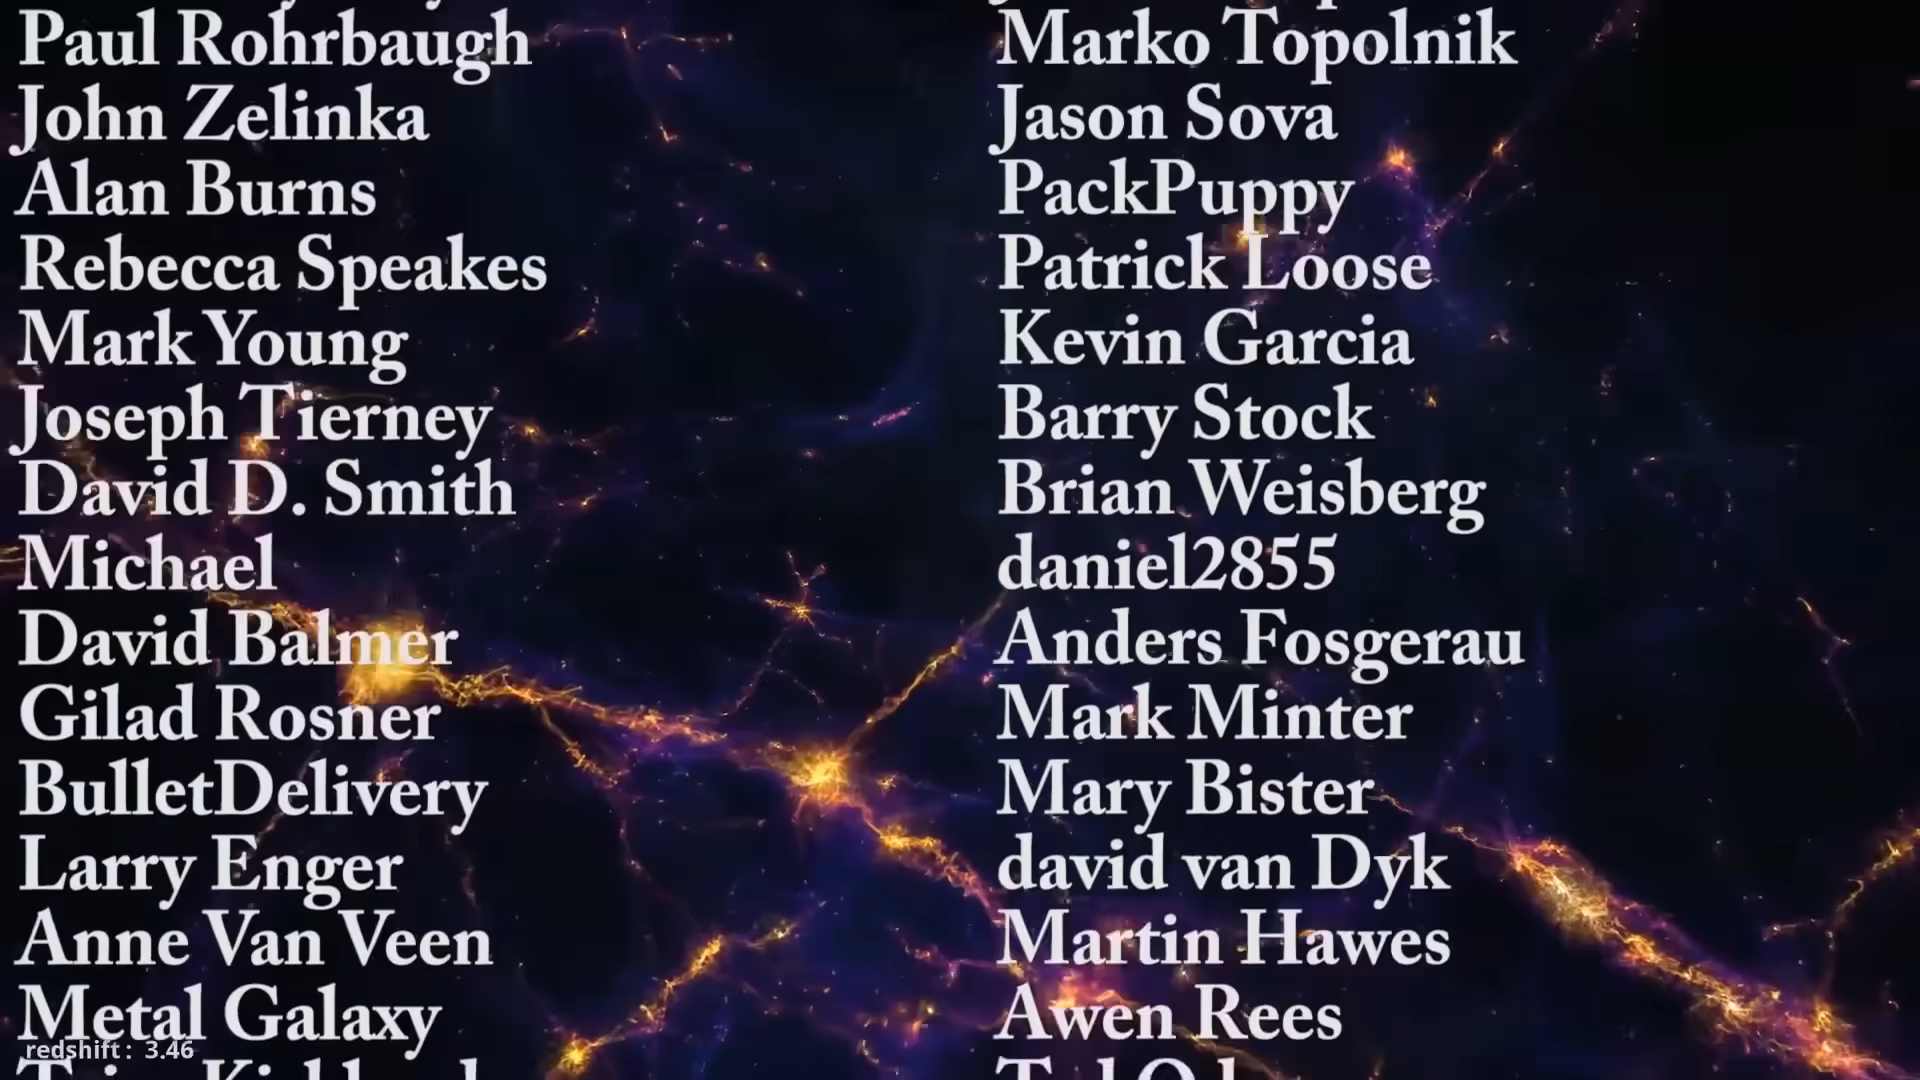 Paul Rohrbaugh
John Zelinka
Alan Burns
Rebecca Speakes
Mark Young
Joseph Tierney
David D. Smith
Michael
David Balmer
Gilad Rosner
BulletDelivery
Larry Enger
Anne Van Veen
Metal Galaxy
redshift: 3.46
Marko Topolnik
Jason Sova
PackPuppy
Patrick Loose
Kevin Garcia
Barry Stock
Brian Weisberg
daniel2855
Anders Fosgerau
Mark Minter
Mary Bister
david van Dyk
Martin Hawes
Awen Rees